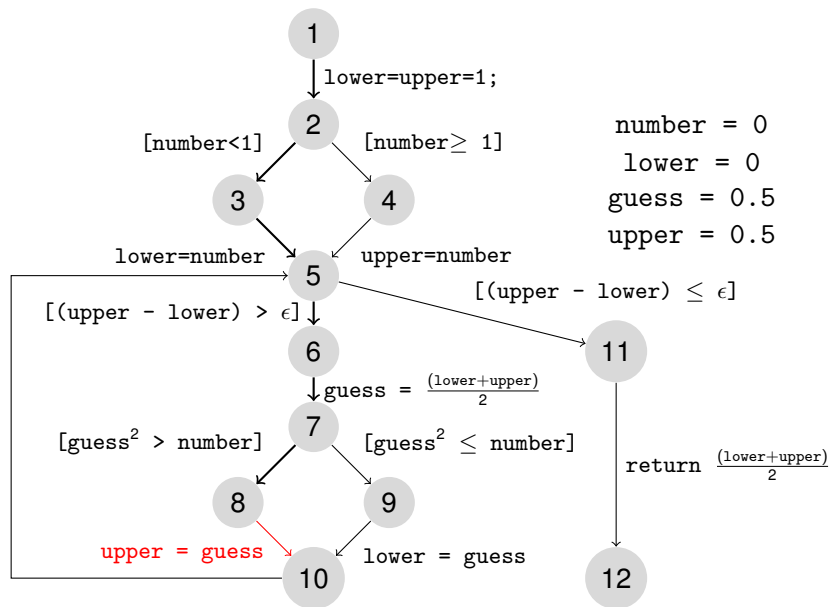 1
lower=upper=1;
2
[number<1]
[number≥ 1]
number = 0
lower = 0
guess = 0.5
upper = 0.5
3
4
lower=number
upper=number
5
[(upper - lower) > ϵ]
[(upper - lower) ≤ ϵ]
6
11
guess = (lower+upper)/2
7
[guess² > number]
[guess² ≤ number]
return (lower+upper)/2
8
9
upper = guess
lower = guess
10
12